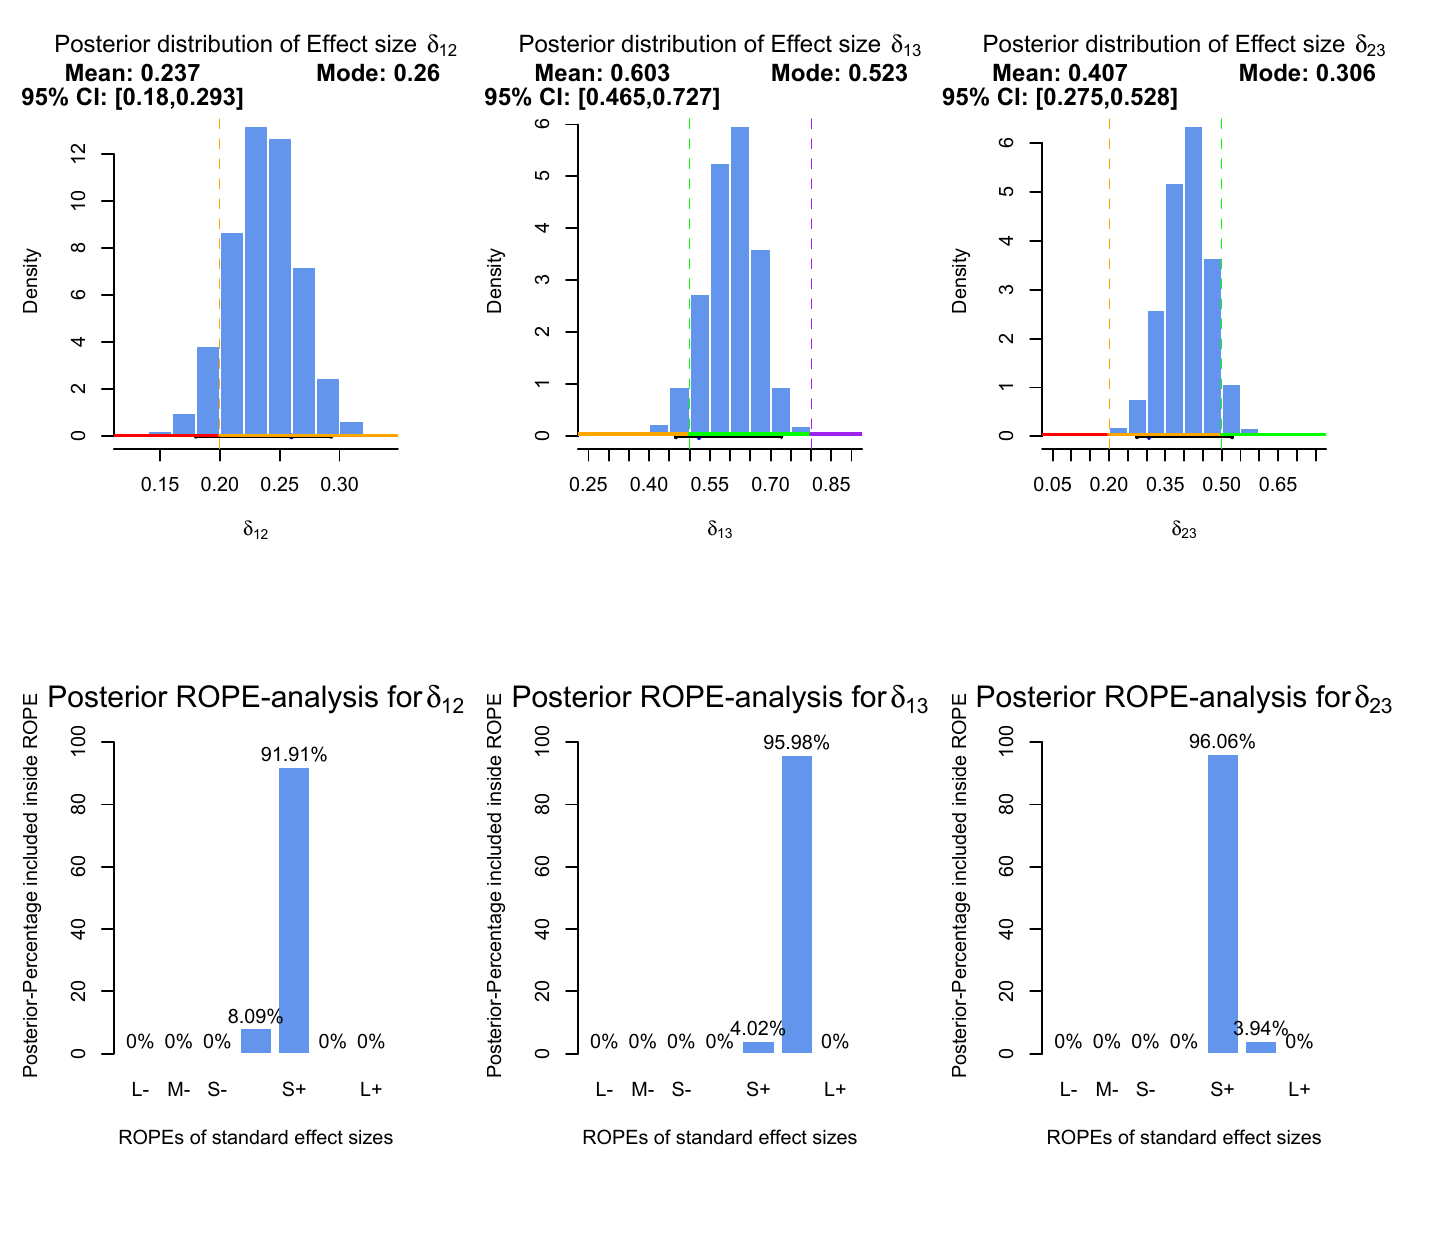 Posterior distribution of Effect size δ12
Mean: 0.237 Mode: 0.26
95% CI: [0.18,0.293]
Density
0 2 4 6 8 10 12
0.15 0.20 0.25 0.30
δ12
Posterior distribution of Effect size δ13
Mean: 0.603 Mode: 0.523
95% CI: [0.465,0.727]
Density
0 1 2 3 4 5 6
0.25 0.40 0.55 0.70 0.85
δ13
Posterior distribution of Effect size δ23
Mean: 0.407 Mode: 0.306
95% CI: [0.275,0.528]
Density
0 1 2 3 4 5 6
0.05 0.20 0.35 0.50 0.65
δ23
Posterior ROPE-analysis for δ12
Posterior-Percentage included inside ROPE
0 20 40 60 80 100
0% 0% 0% 8.09% 91.91% 0% 0%
L- M- S- S+ L+
ROPEs of standard effect sizes
Posterior ROPE-analysis for δ13
Posterior-Percentage included inside ROPE
0 20 40 60 80 100
0% 0% 0% 0% 4.02% 95.98% 0%
L- M- S- S+ L+
ROPEs of standard effect sizes
Posterior ROPE-analysis for δ23
Posterior-Percentage included inside ROPE
0 20 40 60 80 100
0% 0% 0% 0% 96.06% 3.94% 0%
L- M- S- S+ L+
ROPEs of standard effect sizes